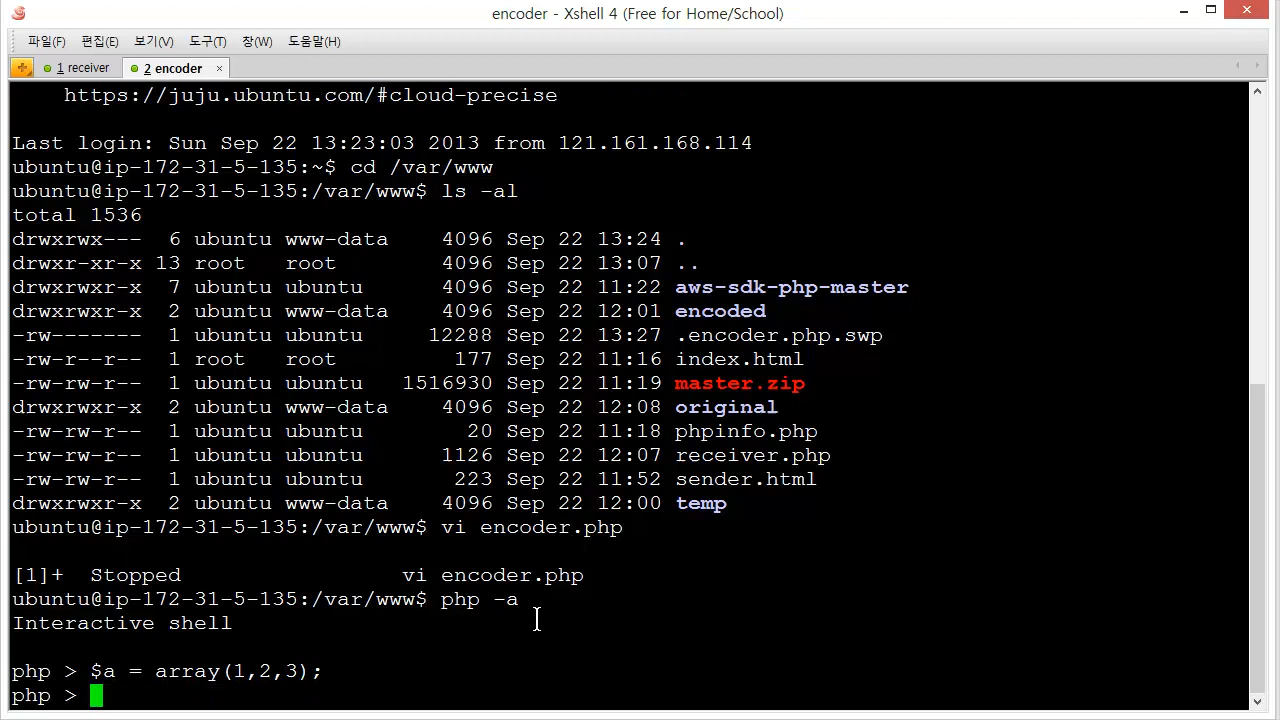 encoder - Xshell 4 (Free for Home/School)
파일(F) 편집(E) 보기(V) 도구(T) 창(W) 도움말(H)
1 receiver 2 encoder ×
https://juju.ubuntu.com/#cloud-precise
Last login: Sun Sep 22 13:23:03 2013 from 121.161.168.114
ubuntu@ip-172-31-5-135:~$ cd /var/www
ubuntu@ip-172-31-5-135:/var/www$ ls -al
total 1536
drwxrwx--- 6 ubuntu www-data 4096 Sep 22 13:24 .
drwxr-xr-x 13 root root 4096 Sep 22 13:07 ..
drwxrwxr-x 7 ubuntu ubuntu 4096 Sep 22 11:22 aws-sdk-php-master
drwxrwxr-x 2 ubuntu www-data 4096 Sep 22 12:01 encoded
-rw------- 1 ubuntu ubuntu 12288 Sep 22 13:27 .encoder.php.swp
-rw-r--r-- 1 root root 177 Sep 22 11:16 index.html
-rw-rw-r-- 1 ubuntu ubuntu 1516930 Sep 22 11:19 master.zip
drwxrwxr-x 2 ubuntu www-data 4096 Sep 22 12:08 original
-rw-rw-r-- 1 ubuntu ubuntu 20 Sep 22 11:18 phpinfo.php
-rw-rw-r-- 1 ubuntu ubuntu 1126 Sep 22 12:07 receiver.php
-rw-rw-r-- 1 ubuntu ubuntu 223 Sep 22 11:52 sender.html
drwxrwxr-x 2 ubuntu www-data 4096 Sep 22 12:00 temp
ubuntu@ip-172-31-5-135:/var/www$ vi encoder.php
[1]+ Stopped vi encoder.php
ubuntu@ip-172-31-5-135:/var/www$ php -a
Interactive shell
php > $a = array(1,2,3);
php >